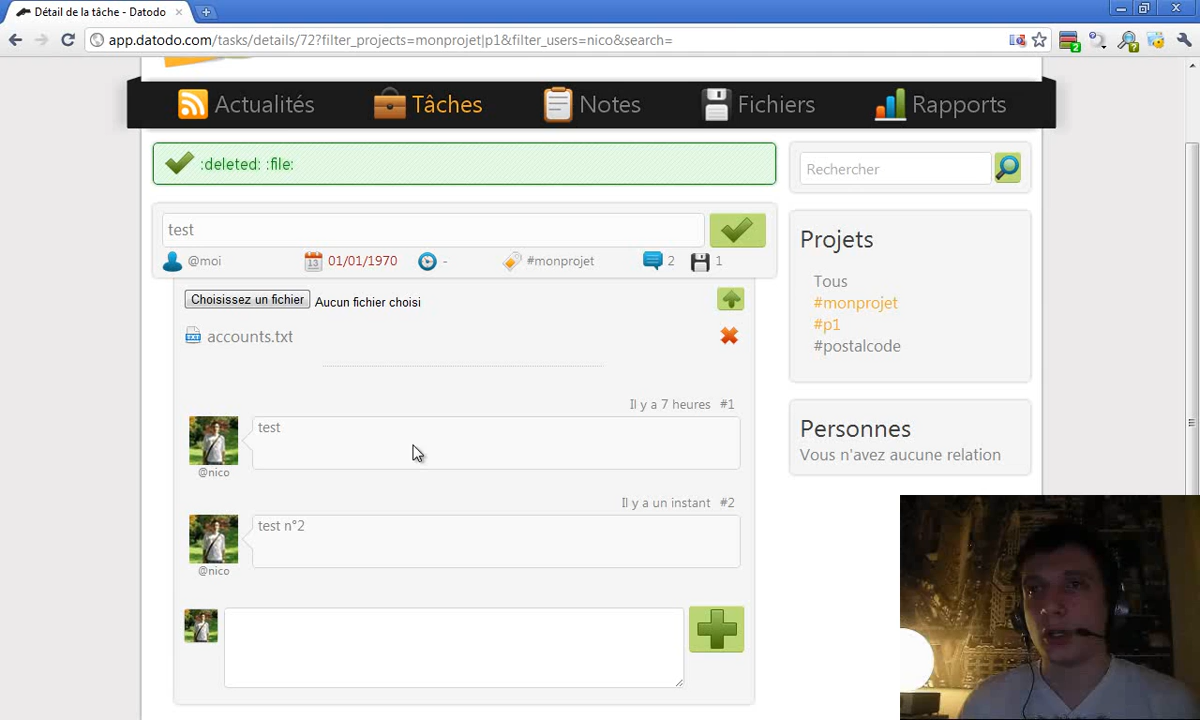 Détail de la tâche - Datodo
app.datodo.com/tasks/details/72?filter_projects=monprojet|p1&filter_users=nico&search=
Actualités Tâches Notes Fichiers Rapports
:deleted: :file:
Rechercher
test
@moi 13 01/01/1970 - #monprojet 2 1
Projets
Tous
#monprojet
#p1
#postalcode
Choisissez un fichier Aucun fichier choisi
accounts.txt
Personnes
Vous n'avez aucune relation
Il y a 7 heures #1
test
@nico
Il y a un instant #2
test n°2
@nico